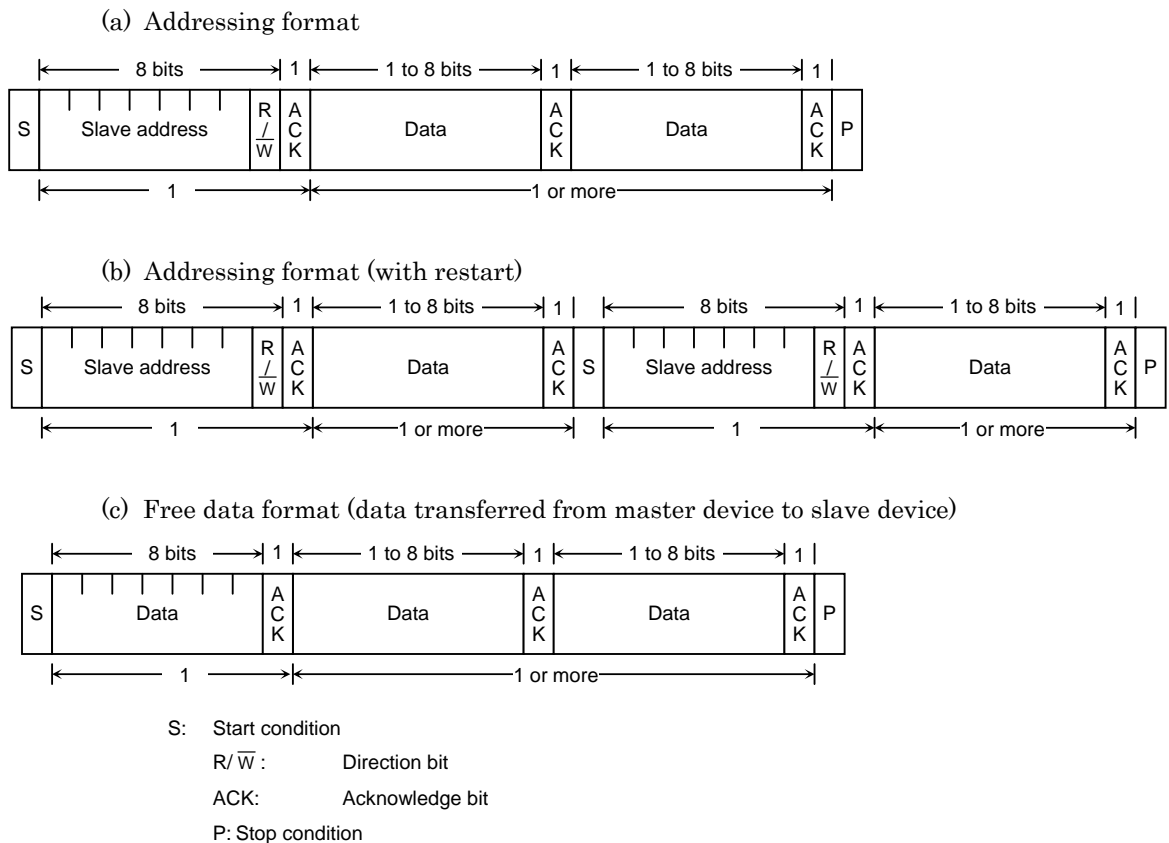 (a) Addressing format
8 bits 1 1 to 8 bits 1 1 to 8 bits 1
S Slave address R/W̅ ACK Data ACK Data ACK P
1 1 or more
(b) Addressing format (with restart)
8 bits 1 1 to 8 bits 1 8 bits 1 1 to 8 bits 1
S Slave address R/W̅ ACK Data ACK S Slave address R/W̅ ACK Data ACK P
1 1 or more 1 1 or more
(c) Free data format (data transferred from master device to slave device)
8 bits 1 1 to 8 bits 1 1 to 8 bits 1
S Data ACK Data ACK Data ACK P
1 1 or more
S: Start condition
R/W̅ : Direction bit
ACK: Acknowledge bit
P: Stop condition